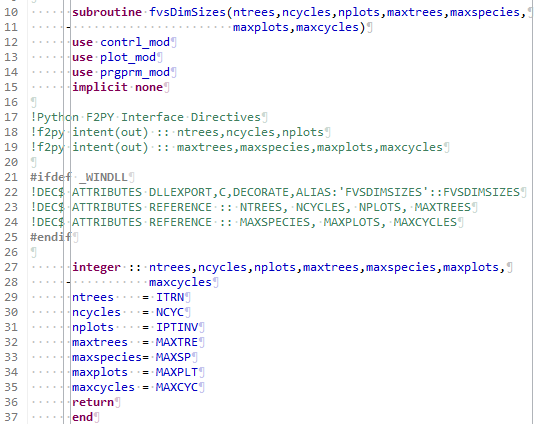 10 subroutine fvsDimSizes(ntrees,ncycles,nplots,maxtrees,maxspecies,
11 - maxplots,maxcycles)
12 use contrl_mod
13 use plot_mod
14 use prgprm_mod
15 implicit none
16
17 !Python F2PY Interface Directives
18 !f2py intent(out) :: ntrees,ncycles,nplots
19 !f2py intent(out) :: maxtrees,maxspecies,maxplots,maxcycles
20
21 #ifdef _WINDLL
22 !DEC$ ATTRIBUTES DLLEXPORT,C,DECORATE,ALIAS:'FVSDIMSIZES'::FVSDIMSIZES
23 !DEC$ ATTRIBUTES REFERENCE :: NTREES, NCYCLES, NPLOTS, MAXTREES
24 !DEC$ ATTRIBUTES REFERENCE :: MAXSPECIES, MAXPLOTS, MAXCYCLES
25 #endif
26
27 integer :: ntrees,ncycles,nplots,maxtrees,maxspecies,maxplots,
28 - maxcycles
29 ntrees = ITRN
30 ncycles = NCYC
31 nplots = IPTINV
32 maxtrees = MAXTRE
33 maxspecies= MAXSP
34 maxplots = MAXPLT
35 maxcycles = MAXCYC
36 return
37 end